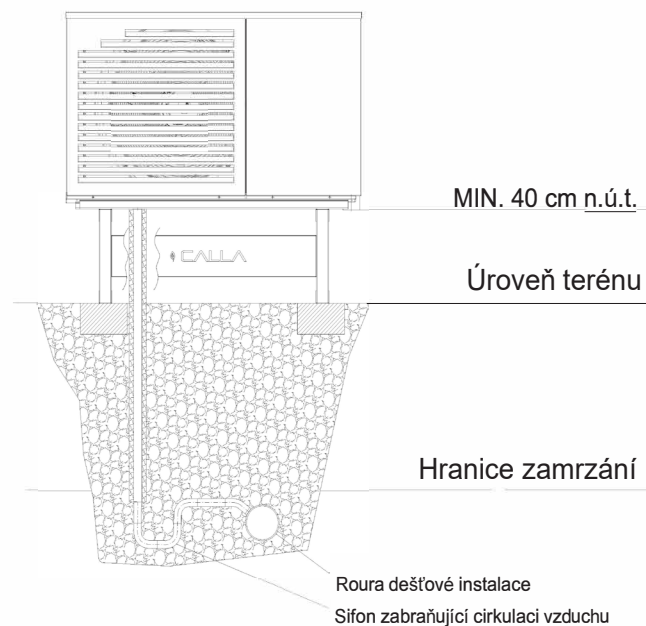 MIN. 40 cm n.ú.t.
CALLA
Úroveň terénu
Hranice zamrzání
Roura dešťové instalace
Sifon zabraňující cirkulaci vzduchu